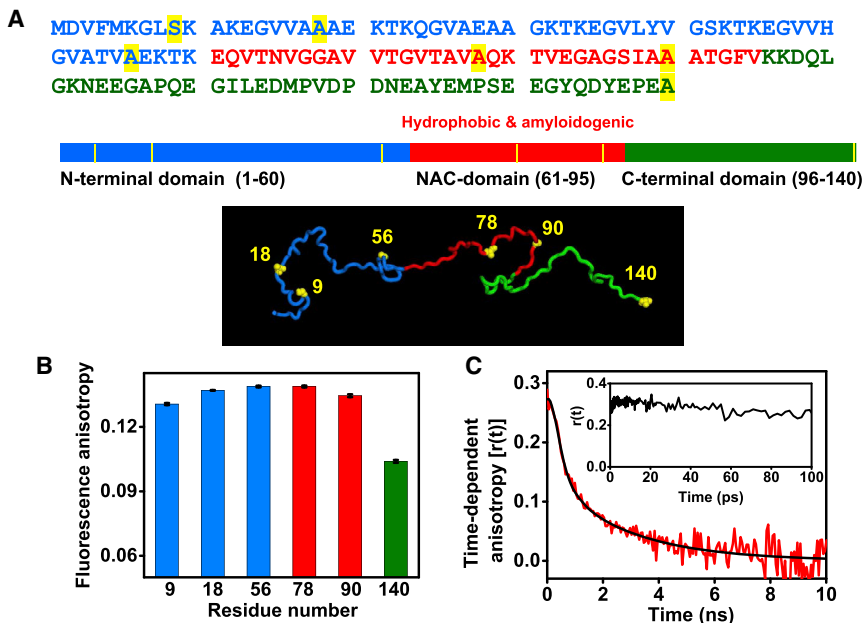 A
MDVFMKGLSK AKEGVVAAAE KTKQGVAEAA GKTKEGVLYV GSKTKEGVVH
GVATVAEKTK EQVTNVGGAV VTGVTAVAQK TVEGAGSIAA ATGFVKKDQL
GKNEEGAPQE GILEDMPVDP DNEAYEMPSE EGYQDYEPEA
Hydrophobic & amyloidogenic
N-terminal domain (1-60) NAC-domain (61-95) C-terminal domain (96-140)
18
9
56
78
90
140
B
Fluorescence anisotropy
0.12
0.09
0.06
9 18 56 78 90 140
Residue number
C
Time-dependent
anisotropy [r(t)]
0.3
0.2
0.1
0.0
0 2 4 6 8 10
Time (ns)
r(t)
0.4
0.2
0.0
0 20 40 60 80 100
Time (ps)